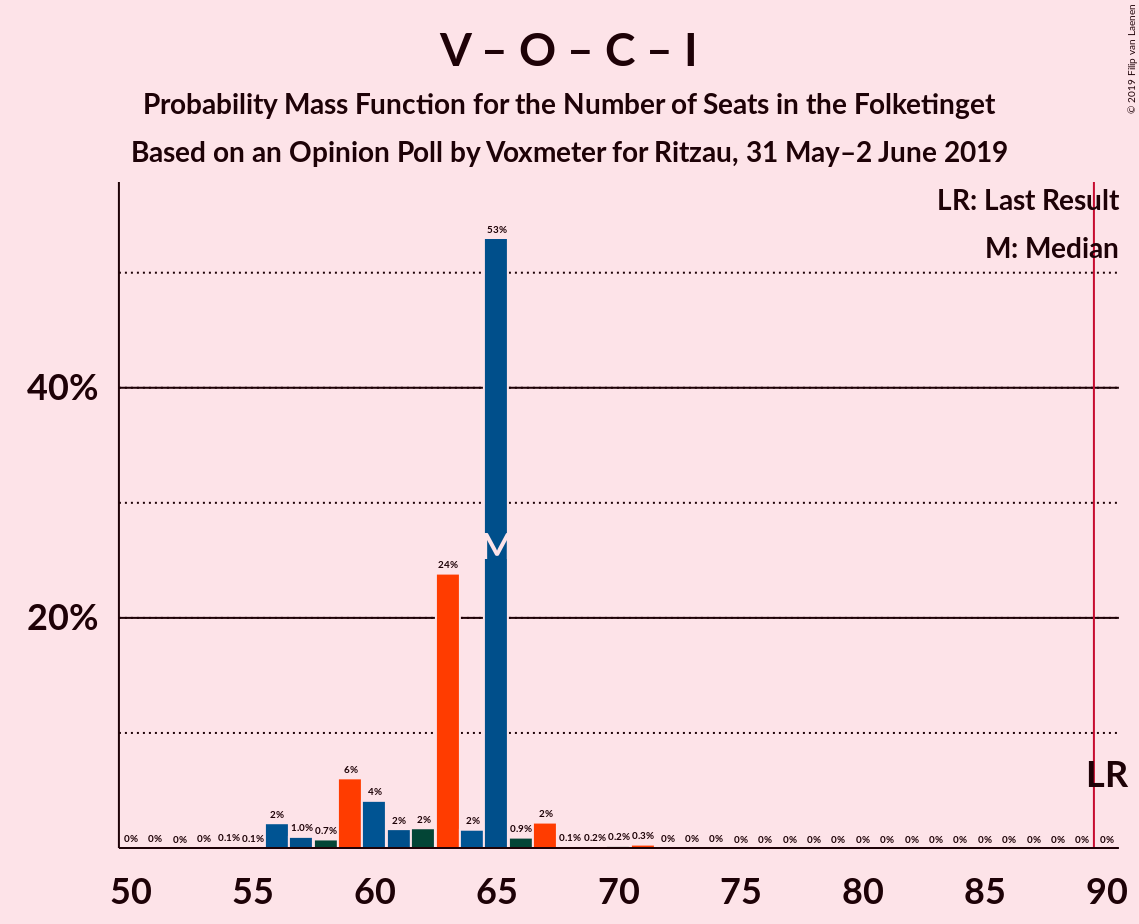 V – O – C – I
Probability Mass Function for the Number of Seats in the Folketinget
Based on an Opinion Poll by Voxmeter for Ritzau, 31 May–2 June 2019
© 2019 Filip van Laenen
LR: Last Result
M: Median
53%
40%
M
24%
20%
LR
6%
4%
2% 1.0% 0.7% 2% 2% 2% 0.9% 2%
0% 0% 0% 0% 0.1% 0.1% 0.1% 0.2% 0.2% 0.3% 0% 0% 0% 0% 0% 0% 0% 0% 0% 0% 0% 0% 0% 0% 0% 0% 0% 0% 0%
50 55 60 65 70 75 80 85 90